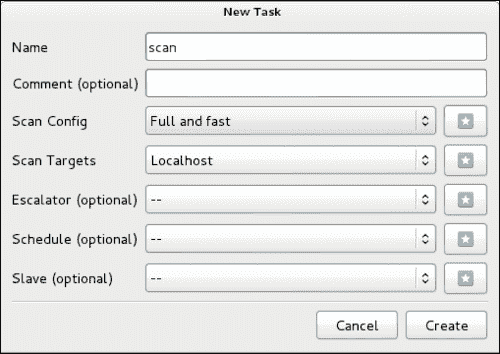 New Task
Name scan
Comment (optional)
Scan Config Full and fast
Scan Targets Localhost
Escalator (optional) --
Schedule (optional) --
Slave (optional) --
Cancel Create